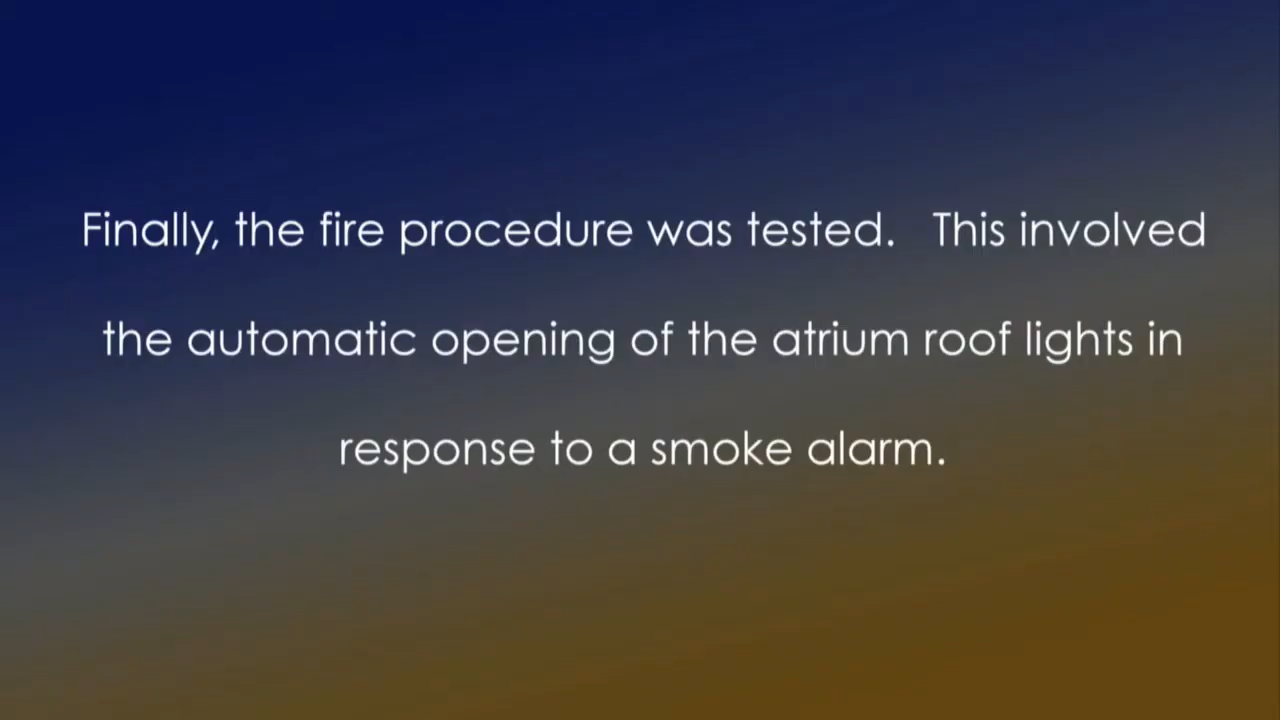 Finally, the fire procedure was tested.   This involved
the automatic opening of the atrium roof lights in
response to a smoke alarm.